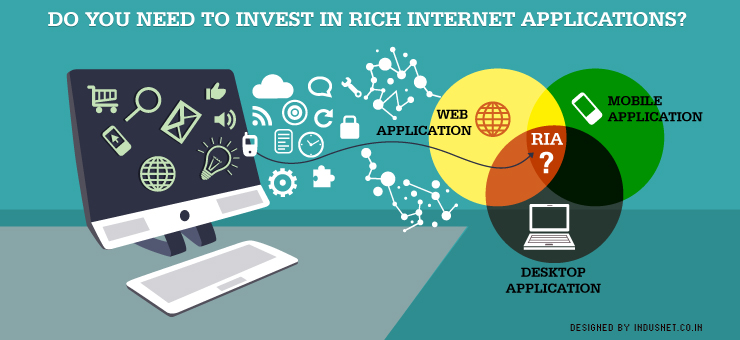 DO YOU NEED TO INVEST IN RICH INTERNET APPLICATIONS?
WEB
APPLICATION
MOBILE
APPLICATION
RIA
?
DESKTOP
APPLICATION
DESIGNED BY INDUSNET.CO.IN